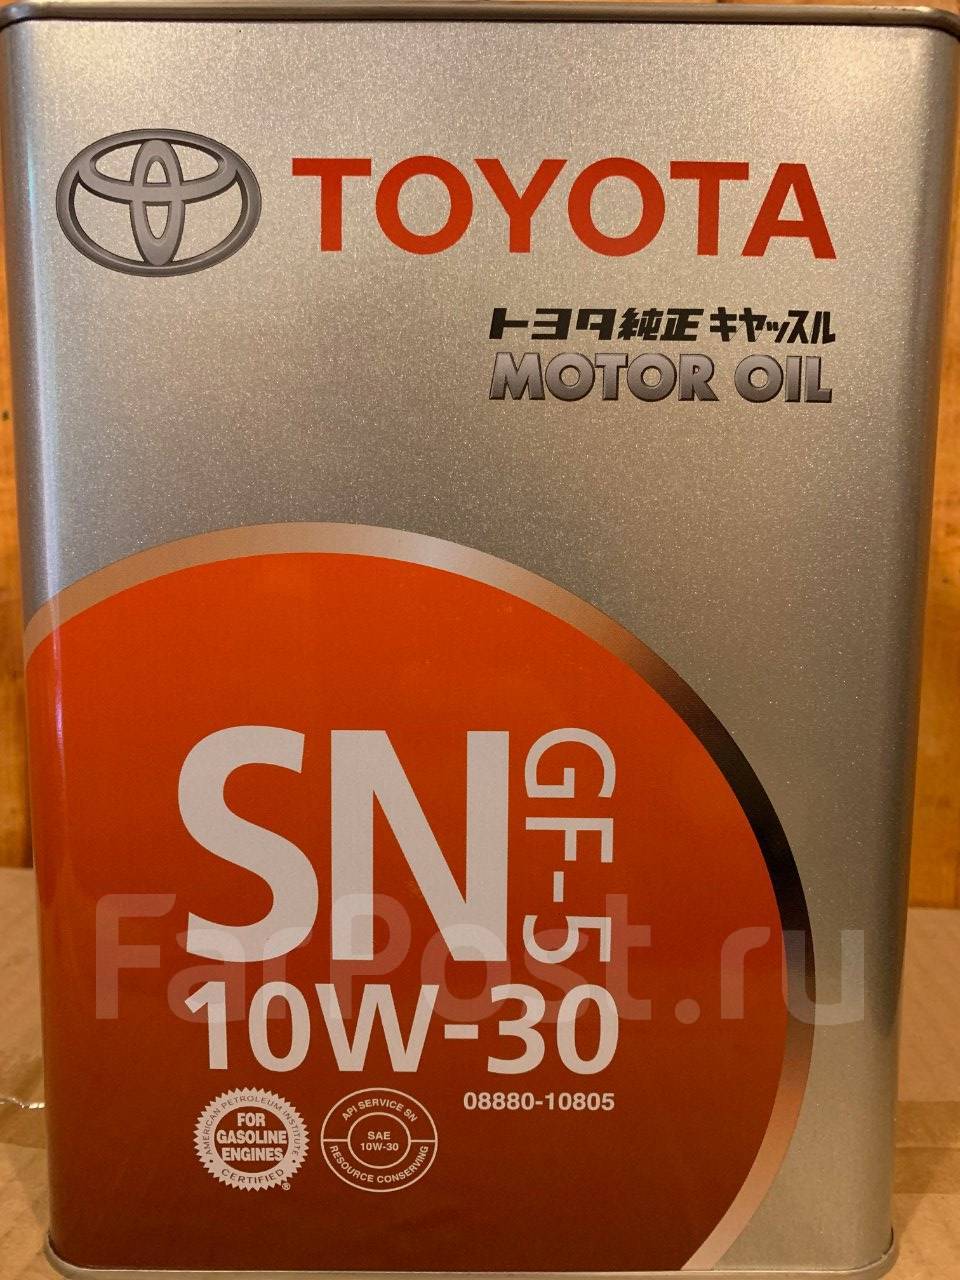 TOYOTA
トヨタ純正 キヤッスル
MOTOR OIL
SN
GF-5
10W-30
08880-10805
AMERICAN PETROLEUM INSTITUTE
FOR
GASOLINE
ENGINES
CERTIFIED
®
API SERVICE SN
SAE
10W-30
RESOURCE CONSERVING
FarPost.ru